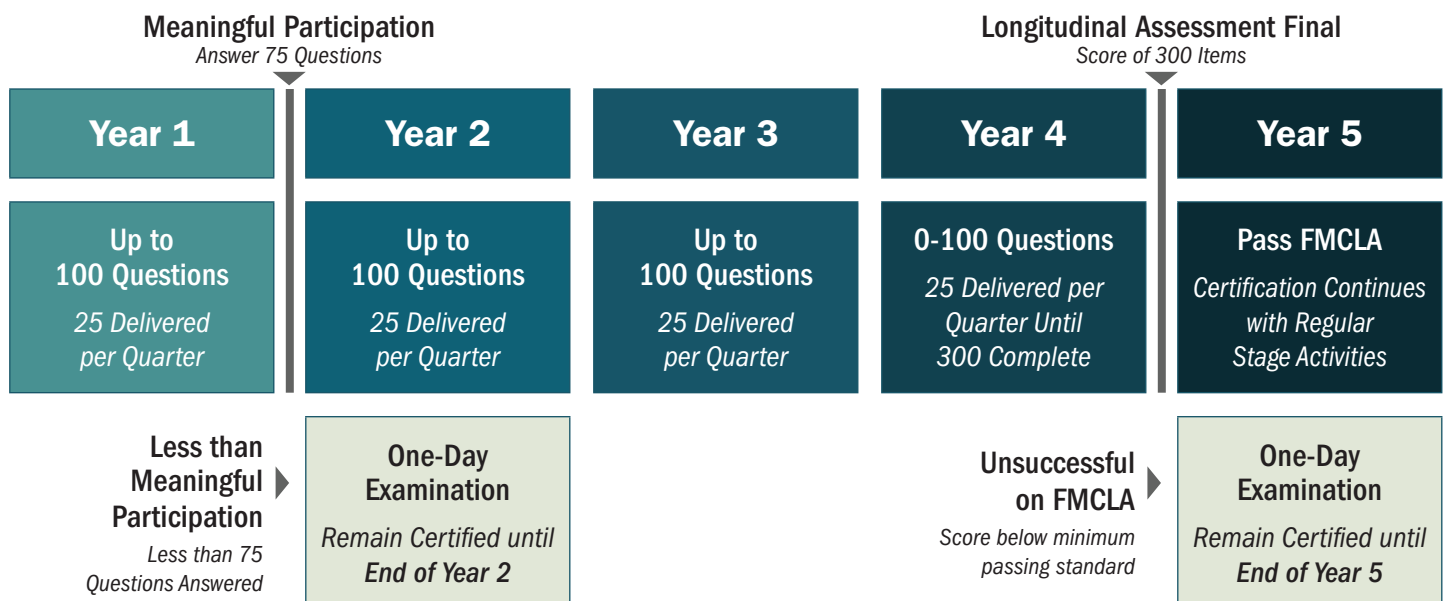 Meaningful Participation
Answer 75 Questions
Longitudinal Assessment Final
Score of 300 Items
Year 1
Year 2
Year 3
Year 4
Year 5
Up to
100 Questions
25 Delivered
per Quarter
Up to
100 Questions
25 Delivered
per Quarter
Up to
100 Questions
25 Delivered
per Quarter
0-100 Questions
25 Delivered per
Quarter Until
300 Complete
Pass FMCLA
Certification Continues
with Regular
Stage Activities
Less than
Meaningful
Participation
Less than 75
Questions Answered
One-Day
Examination
Remain Certified until
End of Year 2
Unsuccessful
on FMCLA
Score below minimum
passing standard
One-Day
Examination
Remain Certified until
End of Year 5